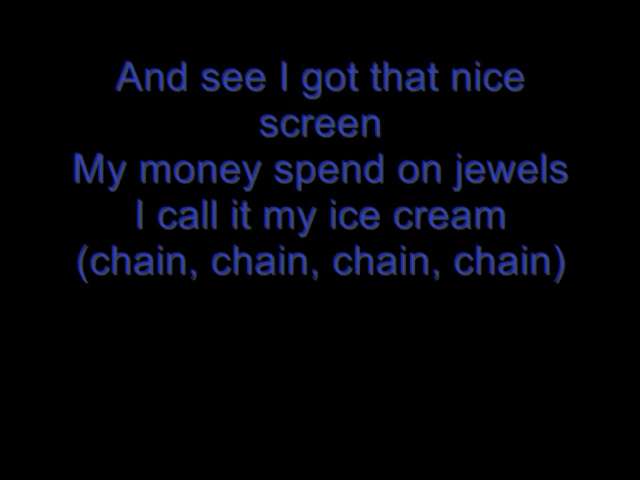 And see I got that nice
screen
My money spend on jewels
I call it my ice cream
(chain, chain, chain, chain)